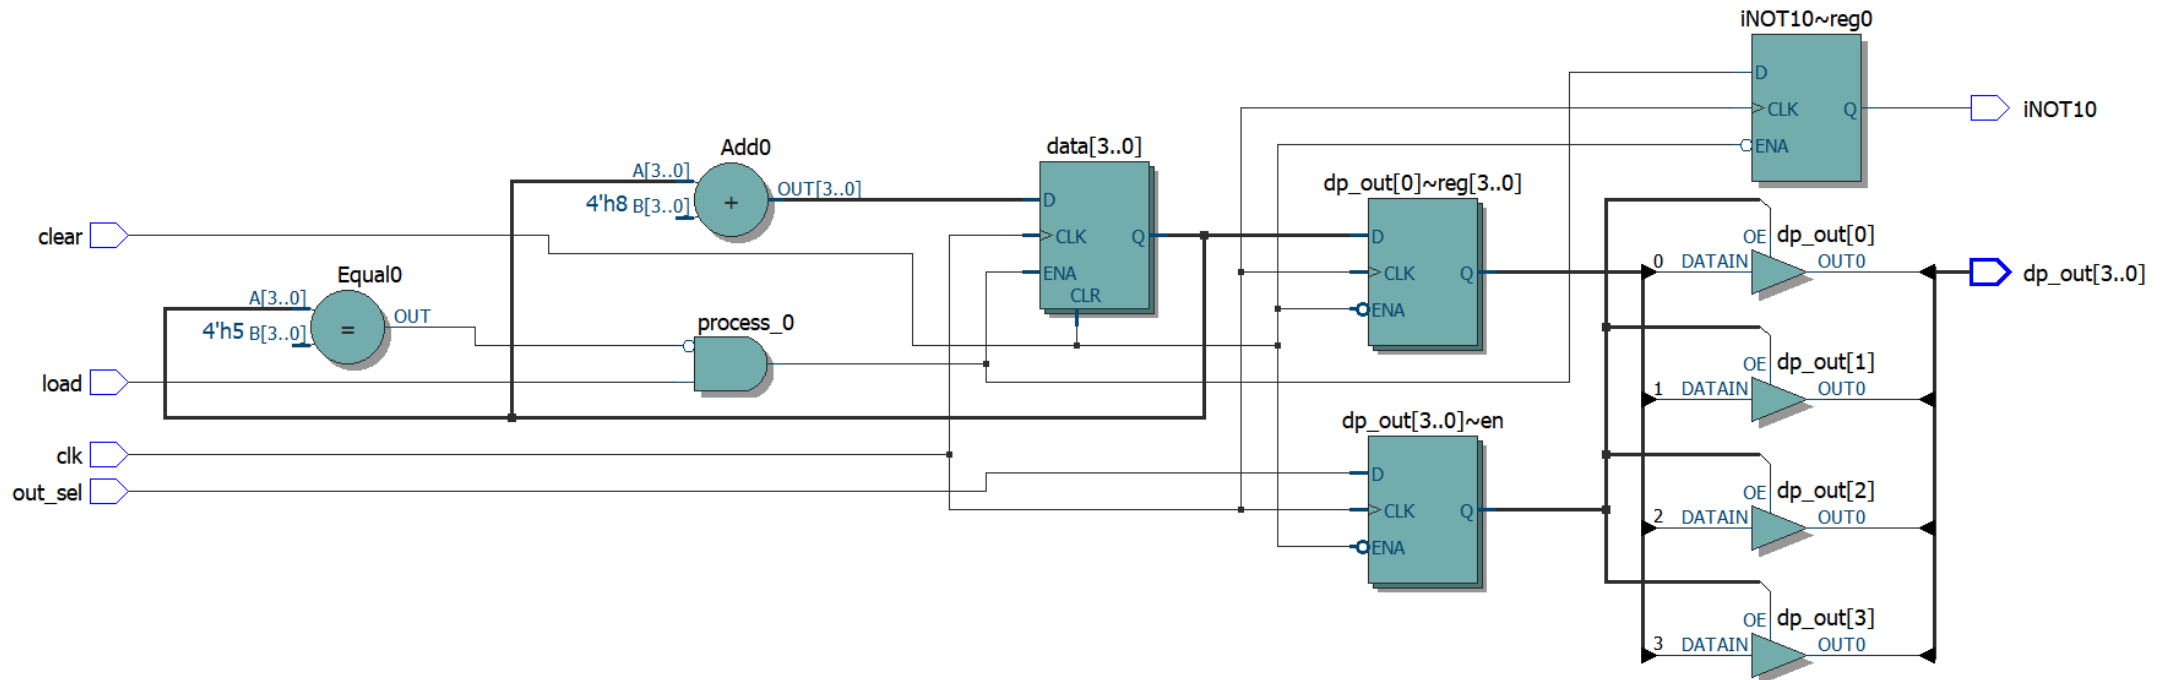 iNOT10~reg0
D
CLK
Q
ENA
iNOT10
Add0
A[3..0]
4'h8 B[3..0]
+
OUT[3..0]
data[3..0]
D
CLK
Q
ENA
CLR
dp_out[0]~reg[3..0]
D
CLK
Q
ENA
clear
Equal0
A[3..0]
4'h5 B[3..0]
=
OUT
process_0
load
clk
out_sel
dp_out[3..0]~en
D
CLK
Q
ENA
OE
dp_out[0]
0
DATAIN
OUT0
dp_out[3..0]
OE
dp_out[1]
1
DATAIN
OUT0
OE
dp_out[2]
2
DATAIN
OUT0
OE
dp_out[3]
3
DATAIN
OUT0